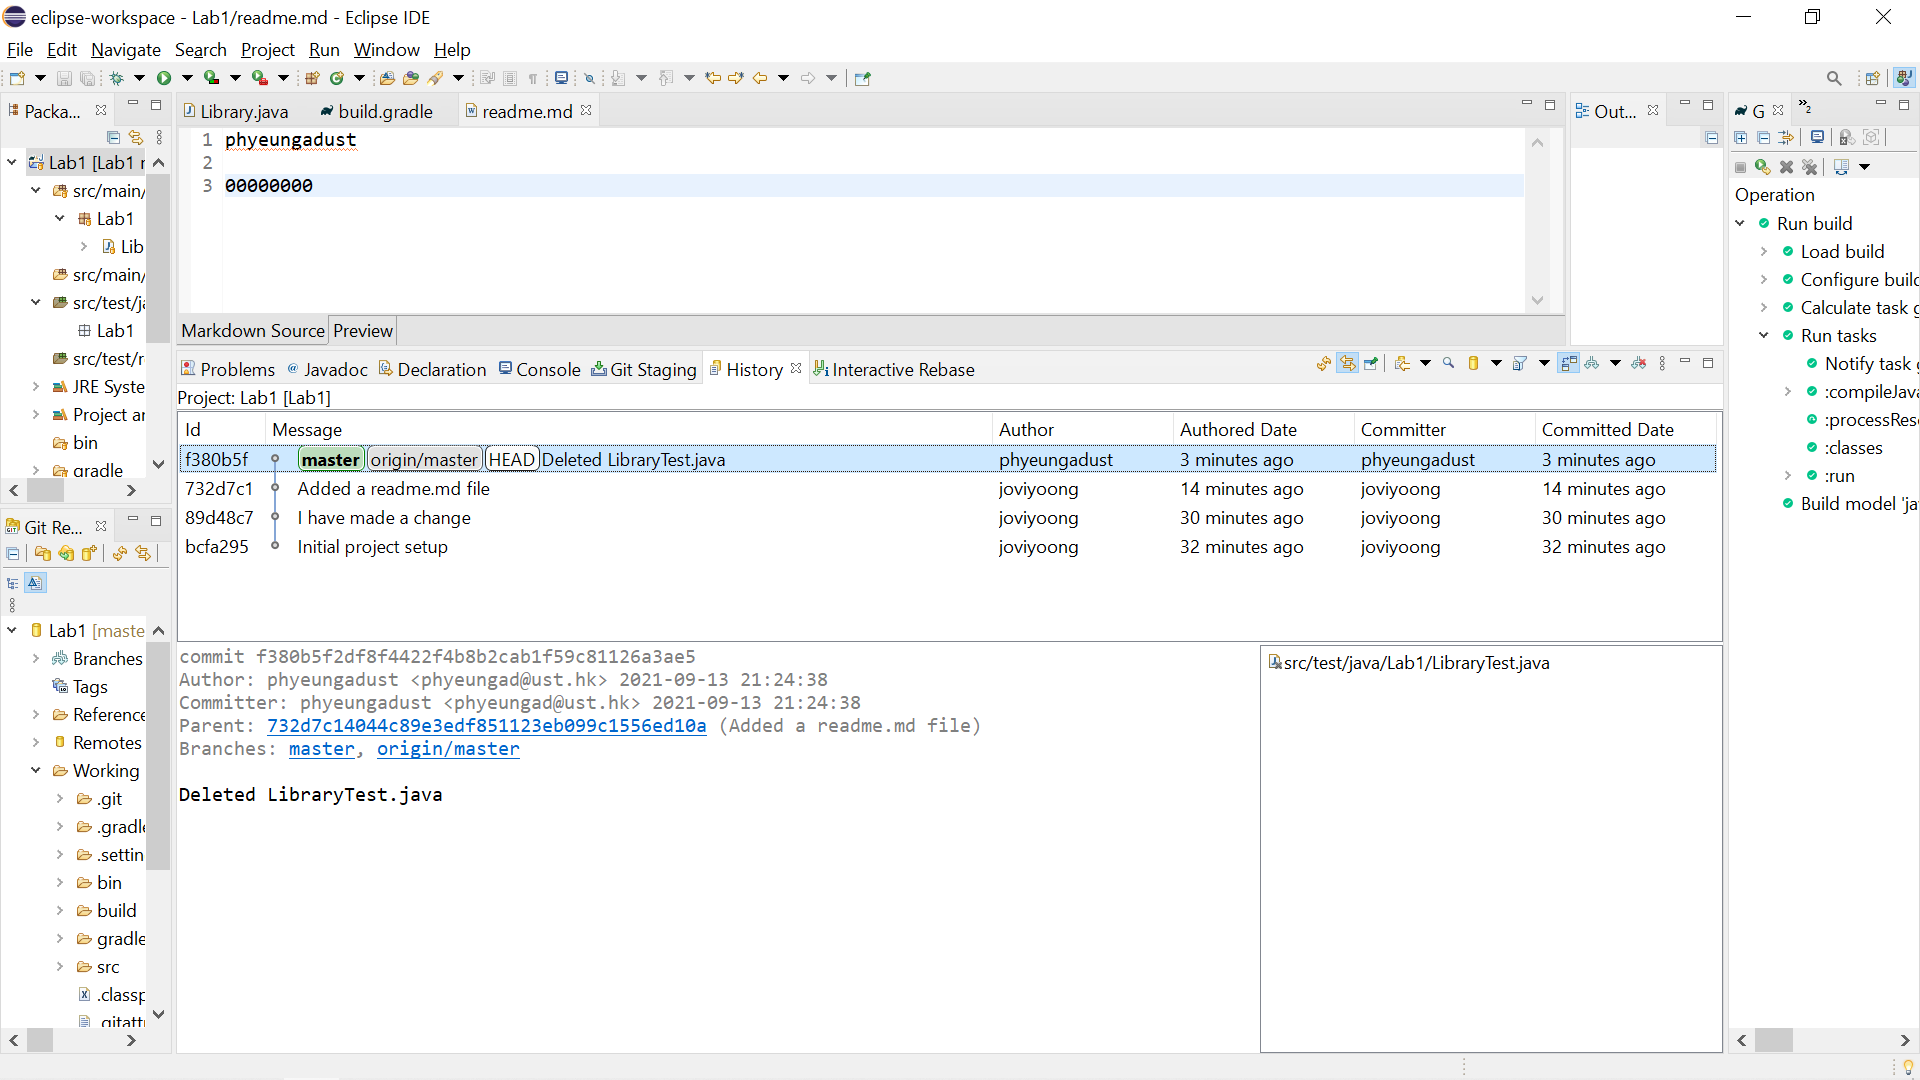 eclipse-workspace - Lab1/readme.md - Eclipse IDE
File Edit Navigate Search Project Run Window Help
Packa...
Library.java
build.gradle
readme.md
Out...
G
»2
1 phyeungadust
2
3 00000000
Markdown Source Preview
Lab1 [Lab1
src/main/
Lab1
Lib
src/main/
src/test/ja
Lab1
src/test/r
JRE Syste
Project
bin
gradle
Operation
Run build
Load build
Configure build
Calculate task g
Run tasks
Notify task g
:compileJava
:processRes
:classes
:run
Build model 'ja
Problems @ Javadoc Declaration Console Git Staging History Interactive Rebase
Project: Lab1 [Lab1]
Id Message Author Authored Date Committer Committed Date
f380b5f master origin/master HEAD Deleted LibraryTest.java phyeungadust 3 minutes ago phyeungadust 3 minutes ago
732d7c1 Added a readme.md file joviyoong 14 minutes ago joviyoong 14 minutes ago
89d48c7 I have made a change joviyoong 30 minutes ago joviyoong 30 minutes ago
bcfa295 Initial project setup joviyoong 32 minutes ago joviyoong 32 minutes ago
Git Re...
Lab1 [maste
Branches
Tags
Reference
Remotes
Working
.git
.gradle
.settin
bin
build
gradle
src
.classp
.gitatt
commit f380b5f2df8f4422f4b8b2cab1f59c81126a3ae5
Author: phyeungadust <phyeungad@ust.hk> 2021-09-13 21:24:38
Committer: phyeungadust <phyeungad@ust.hk> 2021-09-13 21:24:38
Parent: 732d7c14044c89e3edf851123eb099c1556ed10a (Added a readme.md file)
Branches: master, origin/master
Deleted LibraryTest.java
src/test/java/Lab1/LibraryTest.java